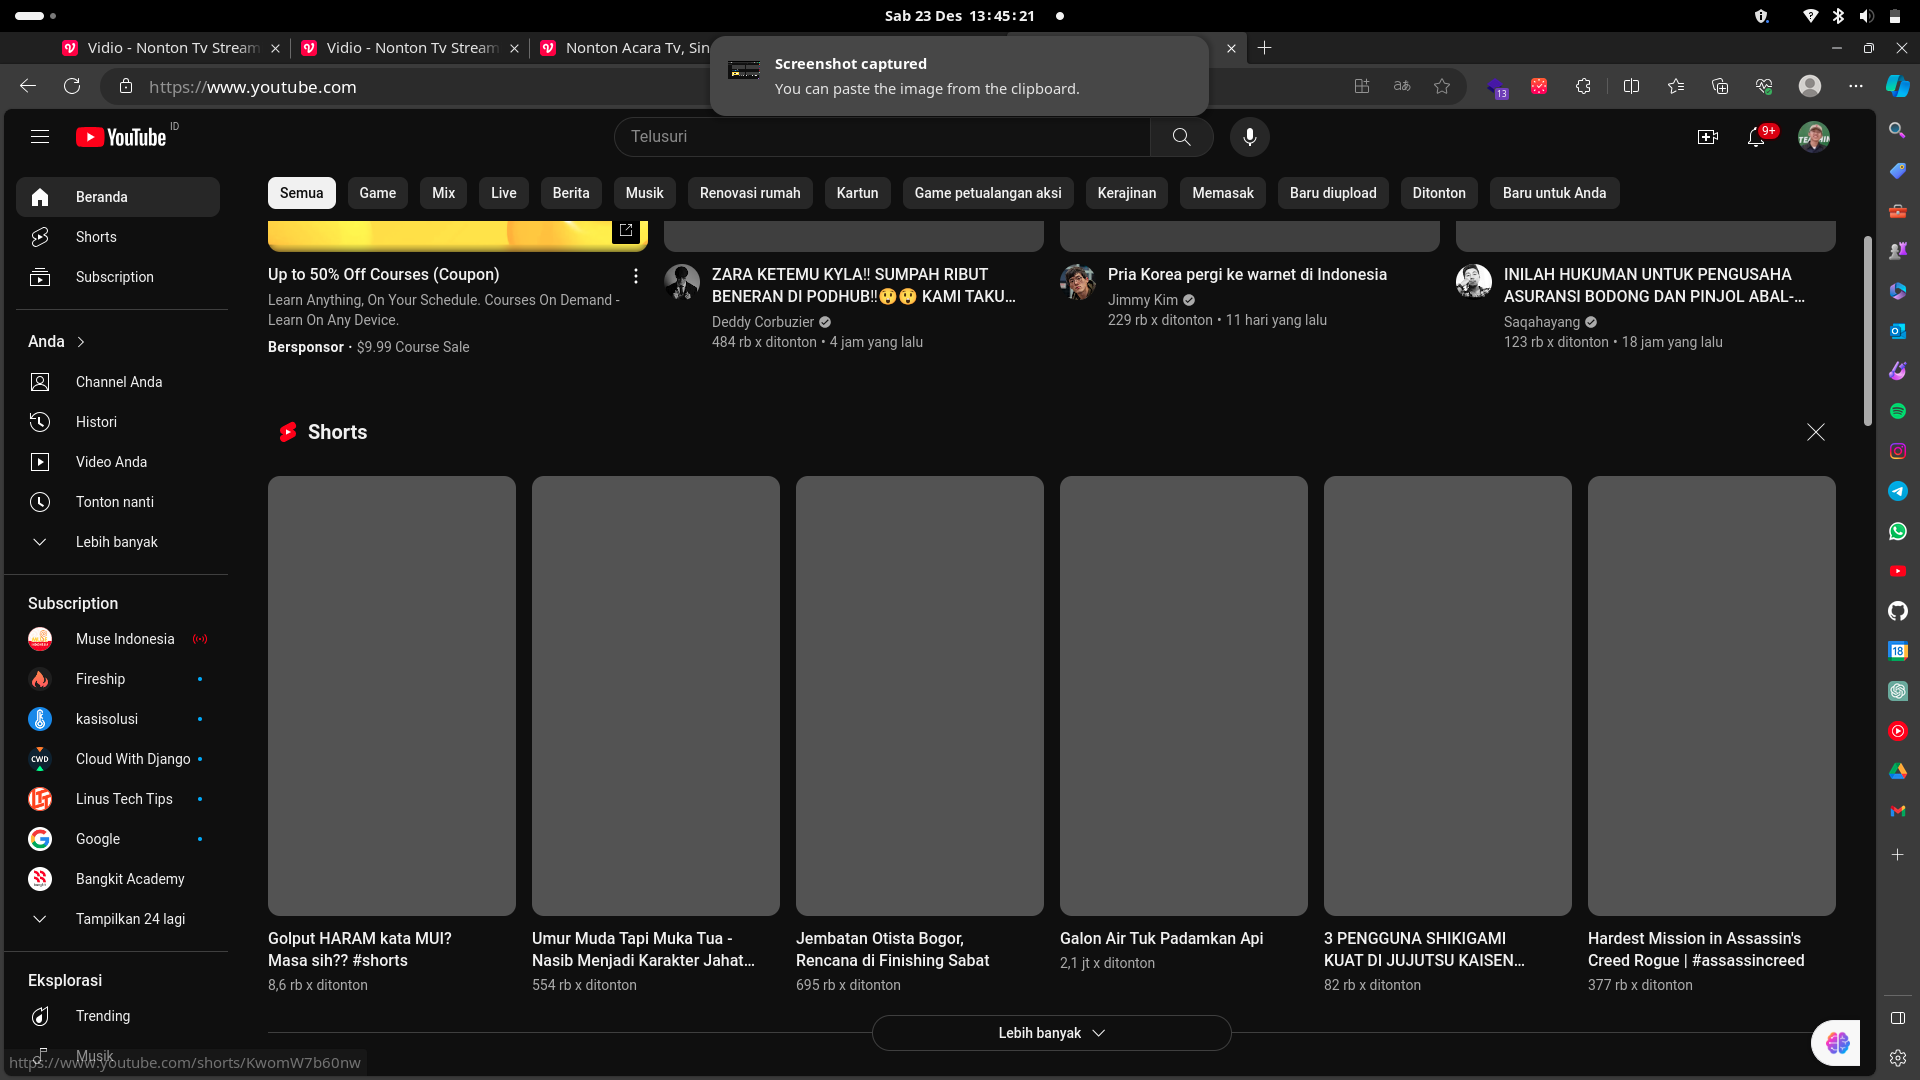 Sab 23 Des 13:45:21
Vidio - Nonton Tv Stream
Vidio - Nonton Tv Stream
Nonton Acara Tv, Sin
Screenshot captured
You can paste the image from the clipboard.
https://www.youtube.com
あa
13
YouTube ID
Telusuri
9+
Semua
Game
Mix
Live
Berita
Musik
Renovasi rumah
Kartun
Game petualangan aksi
Kerajinan
Memasak
Baru diupload
Ditonton
Baru untuk Anda
Beranda
Shorts
Subscription
Anda
Channel Anda
Histori
Video Anda
Tonton nanti
Lebih banyak
Subscription
Muse Indonesia
Fireship
kasisolusi
CWD
Cloud With Django
Linus Tech Tips
Google
Bangkit Academy
Tampilkan 24 lagi
Eksplorasi
Trending
Musik
https://www.youtube.com/shorts/KwomW7b60nw
Up to 50% Off Courses (Coupon)
Learn Anything, On Your Schedule. Courses On Demand -
Learn On Any Device.
Bersponsor · $9.99 Course Sale
ZARA KETEMU KYLA‼️ SUMPAH RIBUT
BENERAN DI PODHUB‼️😲😲 KAMI TAKU...
Deddy Corbuzier
484 rb x ditonton • 4 jam yang lalu
Pria Korea pergi ke warnet di Indonesia
Jimmy Kim
229 rb x ditonton • 11 hari yang lalu
INILAH HUKUMAN UNTUK PENGUSAHA
ASURANSI BODONG DAN PINJOL ABAL-...
Saqahayang
123 rb x ditonton • 18 jam yang lalu
Shorts
Golput HARAM kata MUI?
Masa sih?? #shorts
8,6 rb x ditonton
Umur Muda Tapi Muka Tua -
Nasib Menjadi Karakter Jahat...
554 rb x ditonton
Jembatan Otista Bogor,
Rencana di Finishing Sabat
695 rb x ditonton
Galon Air Tuk Padamkan Api
2,1 jt x ditonton
3 PENGGUNA SHIKIGAMI
KUAT DI JUJUTSU KAISEN...
82 rb x ditonton
Hardest Mission in Assassin's
Creed Rogue | #assassincreed
377 rb x ditonton
Lebih banyak
18